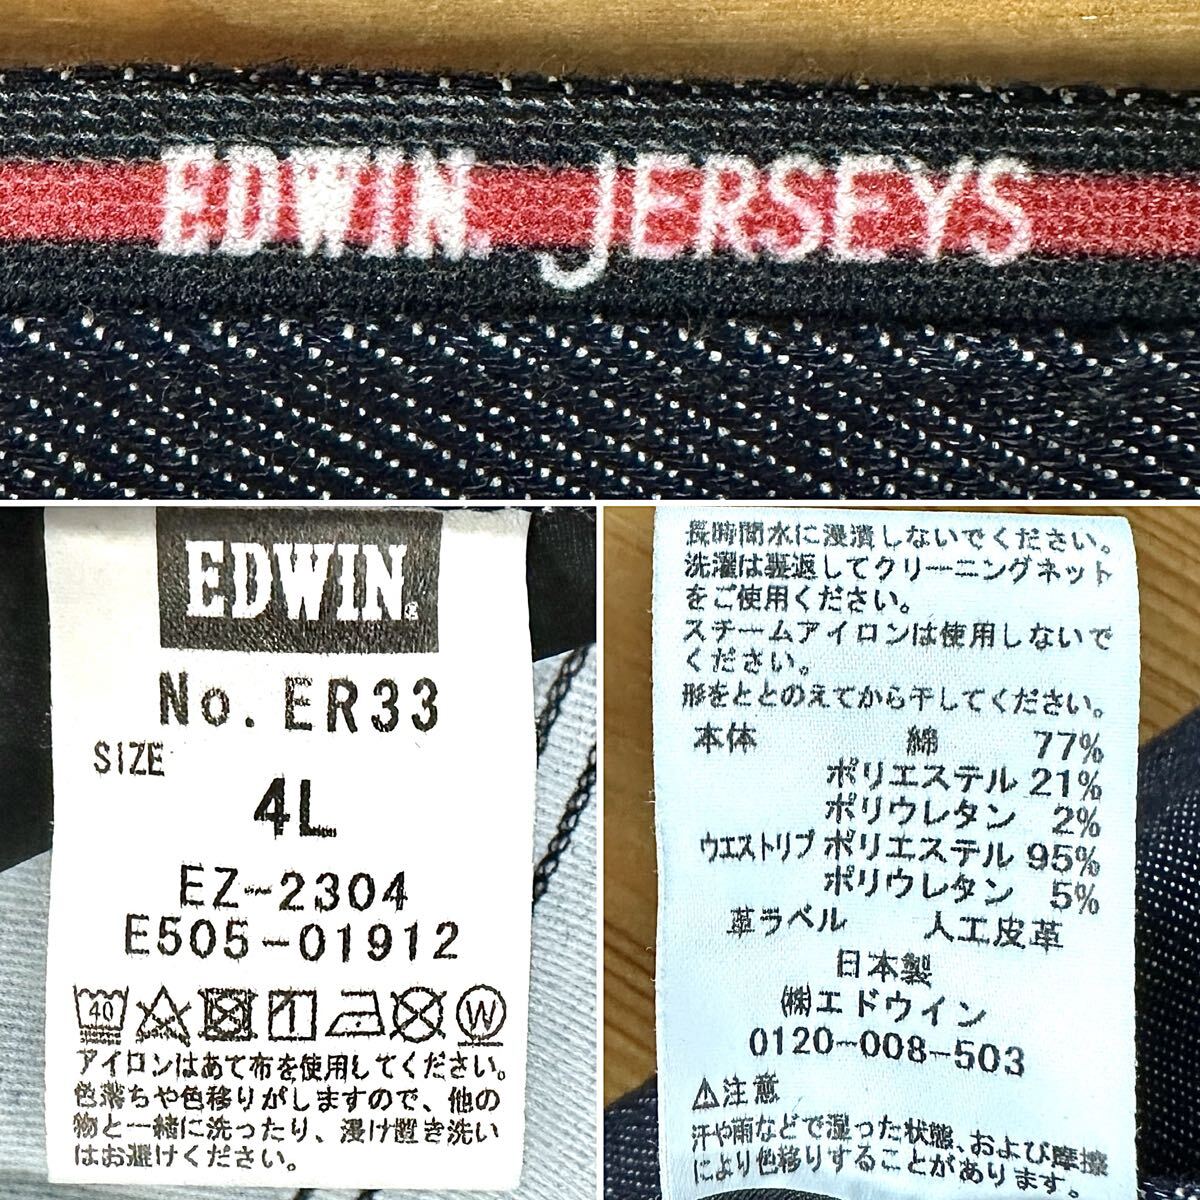 EDWIN. JERSEYS
EDWIN®
No. ER33
SIZE
4L
EZ-2304
E505-01912
40
W
アイロンはあて布を使用してください。
色落ちや色移りがしますので、他の
物と一緒に洗ったり、浸け置き洗い
はお避けください。
長時間水に浸漬しないでください。
洗濯は裏返してクリーニングネット
をご使用ください。
スチームアイロンは使用しないで
ください。
形をととのえてから干してください。
本体 綿 77%
ポリエステル 21%
ポリウレタン 2%
ウエストリブ ポリエステル 95%
ポリウレタン 5%
革ラベル 人工皮革
日本製
㈱エドウイン
0120-008-503
⚠注意
汗や雨などで湿った状態、および摩擦
により色移りすることがあります。